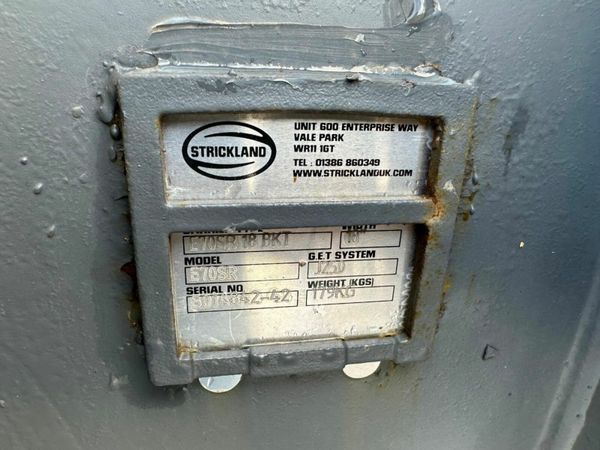 STRICKLAND
UNIT 600 ENTERPRISE WAY
VALE PARK
WR11 1GT
TEL : 01386 860349
WWW.STRICKLANDUK.COM
WIDTH
E70SR 18 BKT
18
MODEL
G.E.T SYSTEM
E70SR
J250
SERIAL NO
WEIGHT (KGS)
179KG